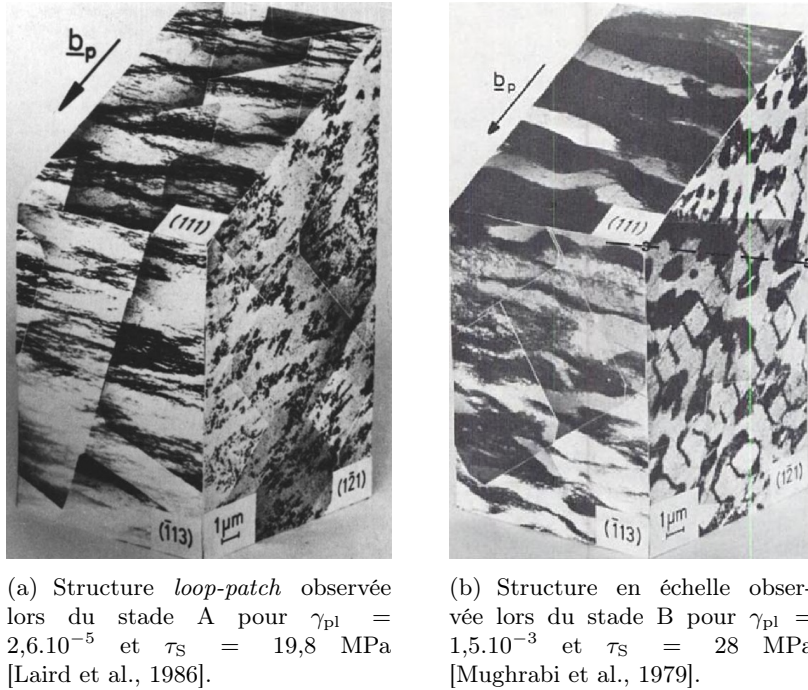 b_p
(111)
(1̄13)
1µm
(12̄1)
b_p
(111)
(1̄13)
1µm
(12̄1)
(a) Structure loop-patch observée
lors du stade A pour γpl =
2,6.10⁻⁵ et τS = 19,8 MPa
[Laird et al., 1986].
(b) Structure en échelle obser-
vée lors du stade B pour γpl =
1,5.10⁻³ et τS = 28 MPa
[Mughrabi et al., 1979].